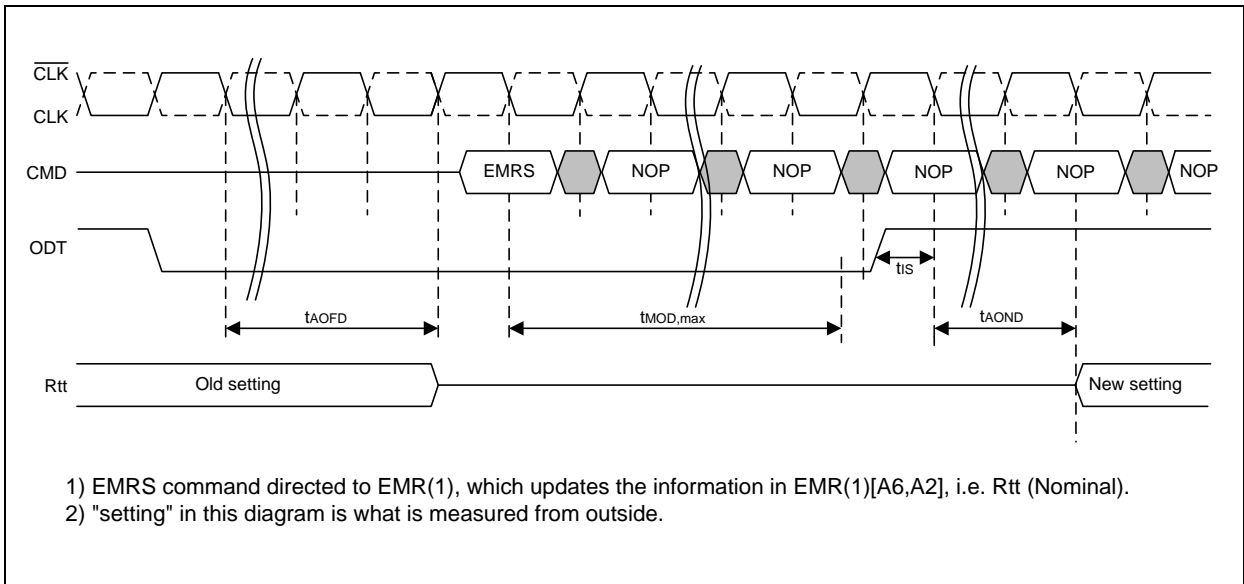 CLK
CLK
CMD EMRS NOP NOP NOP NOP NOP
ODT
tIS
tAOFD tMOD,max tAOND
Rtt Old setting New setting
1) EMRS command directed to EMR(1), which updates the information in EMR(1)[A6,A2], i.e. Rtt (Nominal).
2) "setting" in this diagram is what is measured from outside.